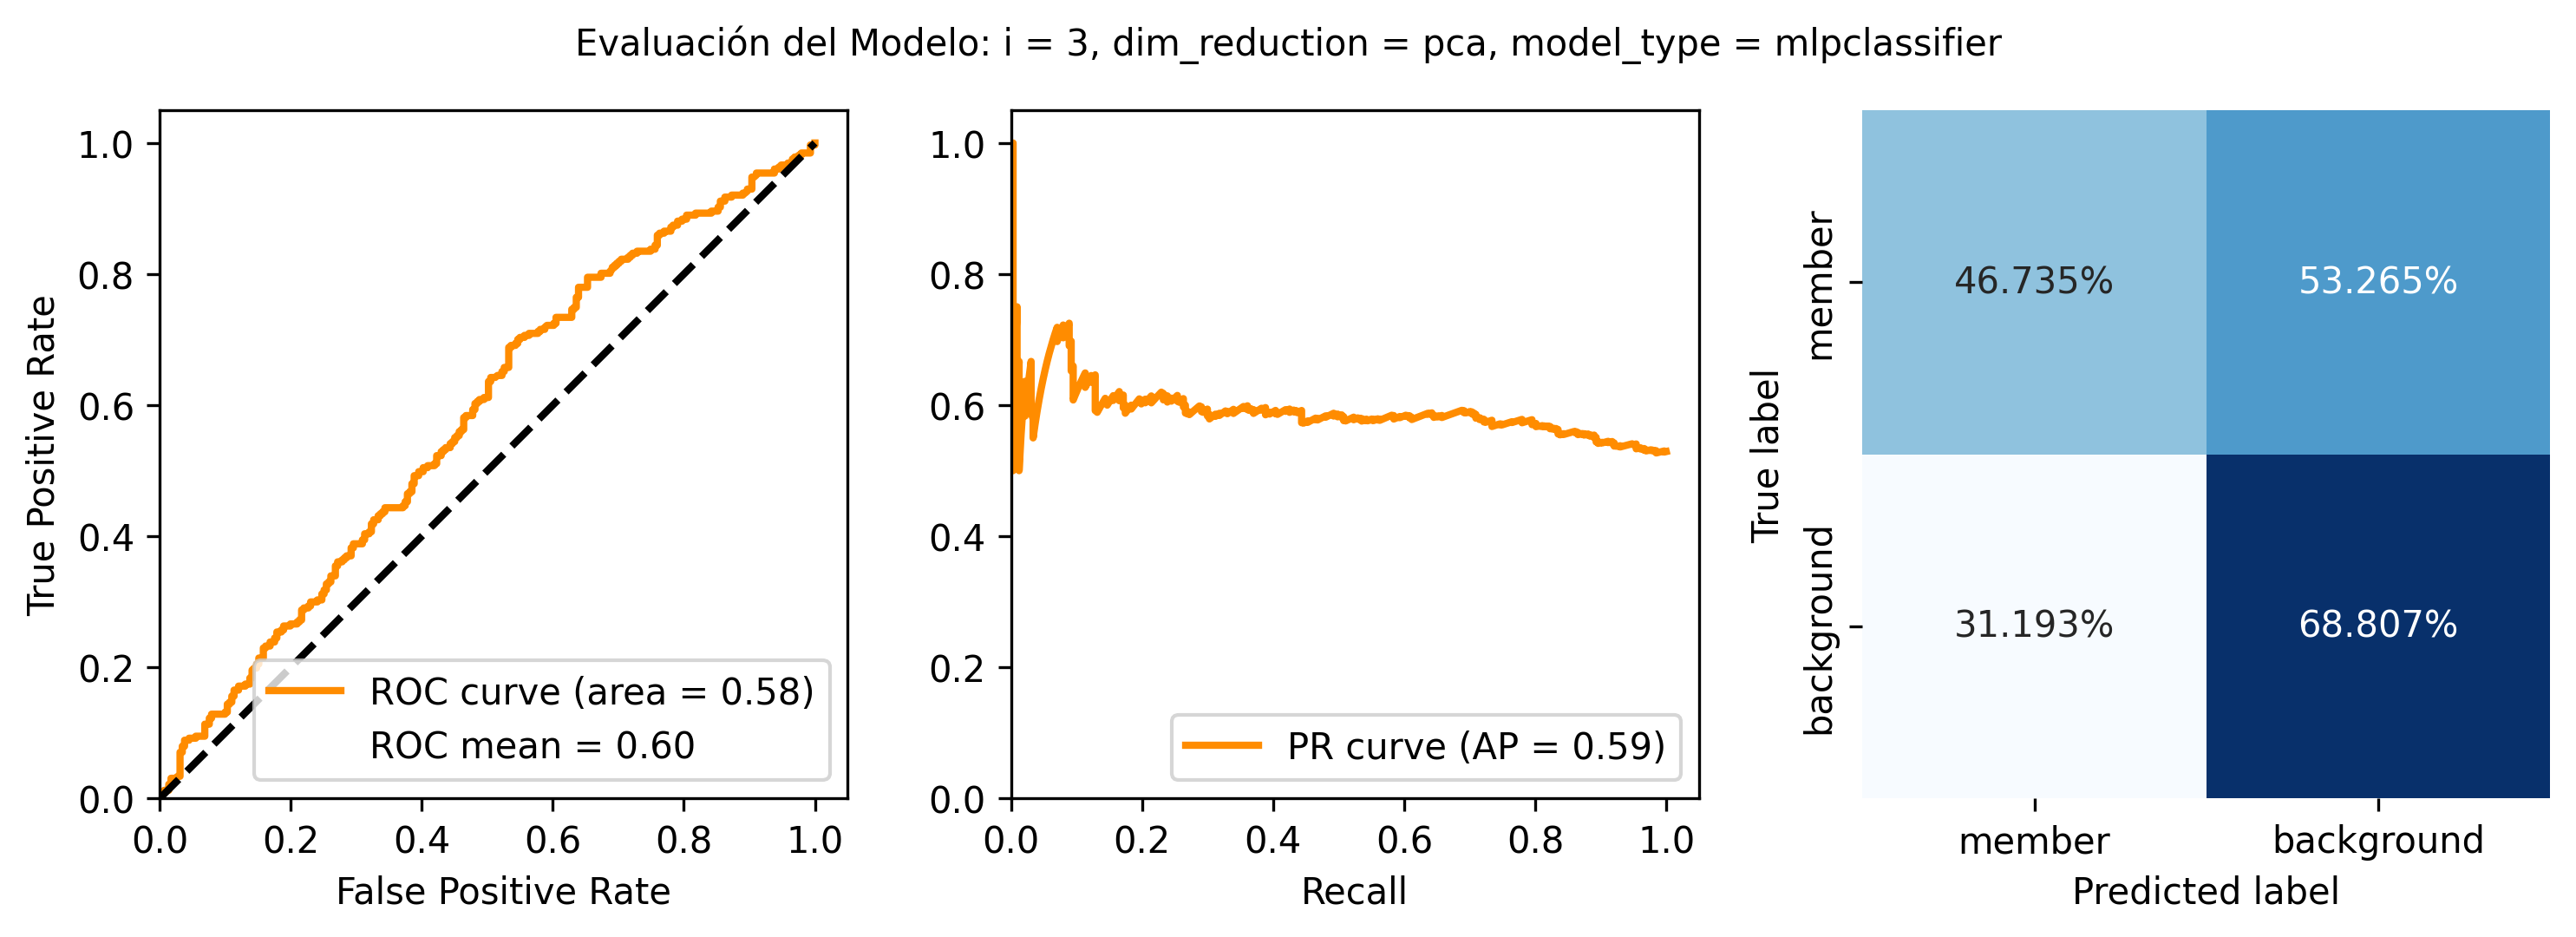 Evaluación del Modelo: i = 3, dim_reduction = pca, model_type = mlpclassifier
True Positive Rate
1.0
0.8
0.6
0.4
0.2
0.0
0.0 0.2 0.4 0.6 0.8 1.0
False Positive Rate
ROC curve (area = 0.58)
ROC mean = 0.60
1.0
0.8
0.6
0.4
0.2
0.0
0.0 0.2 0.4 0.6 0.8 1.0
Recall
PR curve (AP = 0.59)
True label
member
background
46.735% 53.265%
31.193% 68.807%
member background
Predicted label